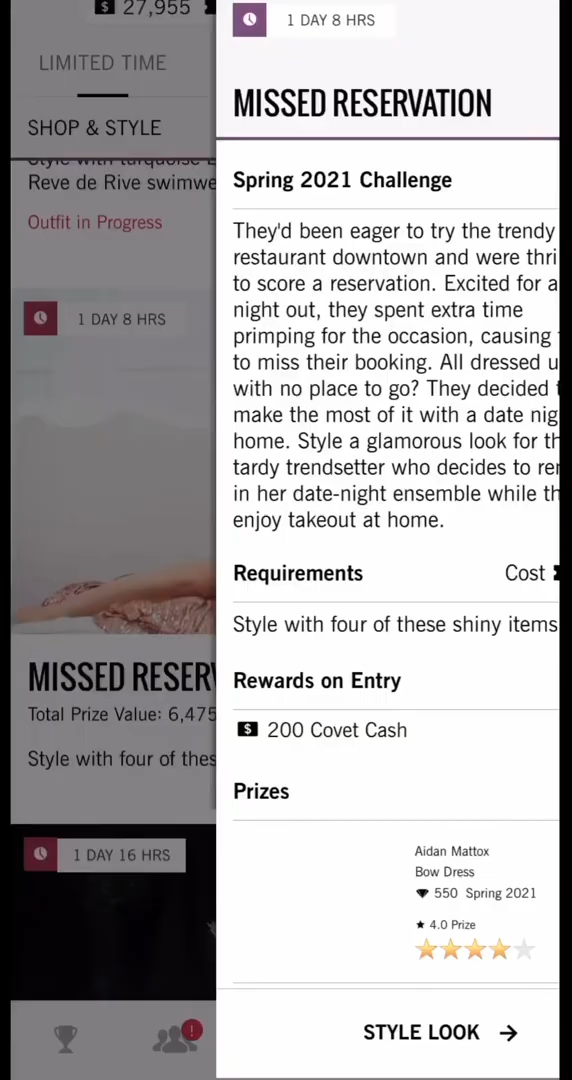 27,955
LIMITED TIME
SHOP & STYLE
Style with turquoise
Reve de Rive swimwe
Outfit in Progress
1 DAY 8 HRS
MISSED RESERV
Total Prize Value: 6,475
Style with four of thes
1 DAY 16 HRS
!
1 DAY 8 HRS
MISSED RESERVATION
Spring 2021 Challenge
They'd been eager to try the trendy
restaurant downtown and were thri
to score a reservation. Excited for a
night out, they spent extra time
primping for the occasion, causing
to miss their booking. All dressed u
with no place to go? They decided t
make the most of it with a date nig
home. Style a glamorous look for th
tardy trendsetter who decides to rer
in her date-night ensemble while th
enjoy takeout at home.
Requirements Cost
Style with four of these shiny items
Rewards on Entry
$ 200 Covet Cash
Prizes
Aidan Mattox
Bow Dress
550 Spring 2021
4.0 Prize
STYLE LOOK →